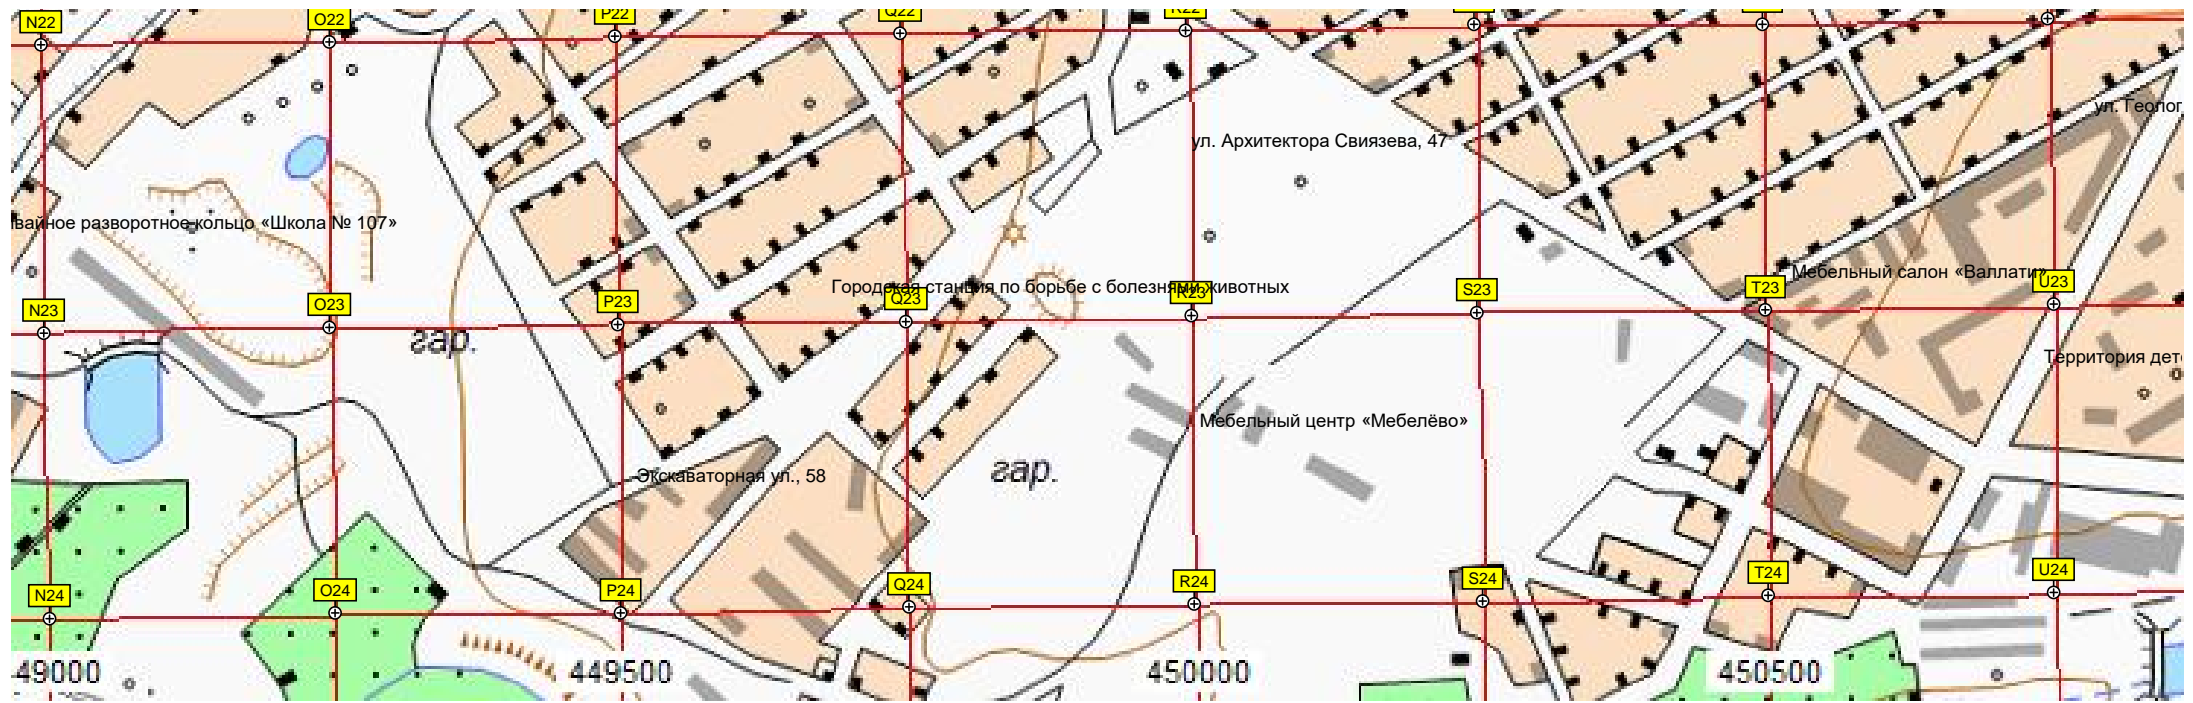 N22
O22
P22
Q22
R22
ул. Геолог
ул. Архитектора Свиязева, 47
вайное разворотное кольцо «Школа № 107»
Мебельный салон «Валлати»
Городская станция по борьбе с болезнями животных
N23
O23
P23
Q23
R23
S23
T23
U23
гар.
Территория дет
Мебельный центр «Мебелёво»
гар.
Экскаваторная ул., 58
N24
O24
P24
Q24
R24
S24
T24
U24
49000
449500
450000
450500